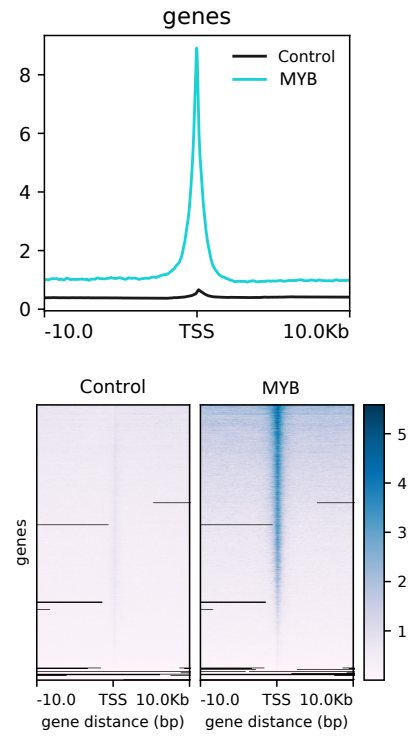 genes
Control
MYB
8
6
4
2
0
-10.0 TSS 10.0Kb
Control MYB
genes
5
4
3
2
1
-10.0 TSS 10.0Kb -10.0 TSS 10.0Kb
gene distance (bp) gene distance (bp)